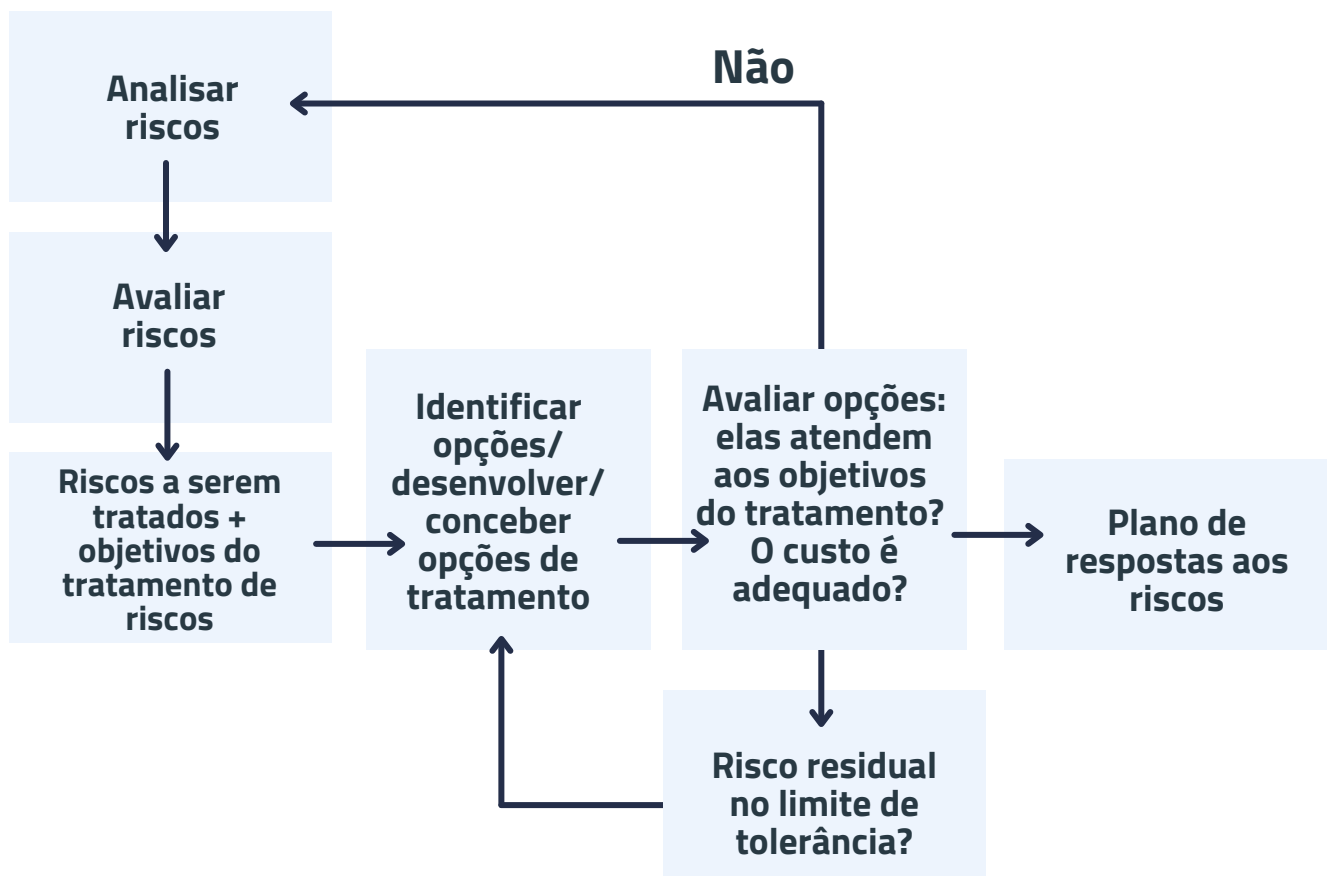 Não
Analisar
riscos
Avaliar
riscos
Riscos a serem
tratados +
objetivos do
tratamento de
riscos
Identificar
opções/
desenvolver/
conceber
opções de
tratamento
Avaliar opções:
elas atendem
aos objetivos
do tratamento?
O custo é
adequado?
Plano de
respostas aos
riscos
Risco residual
no limite de
tolerância?